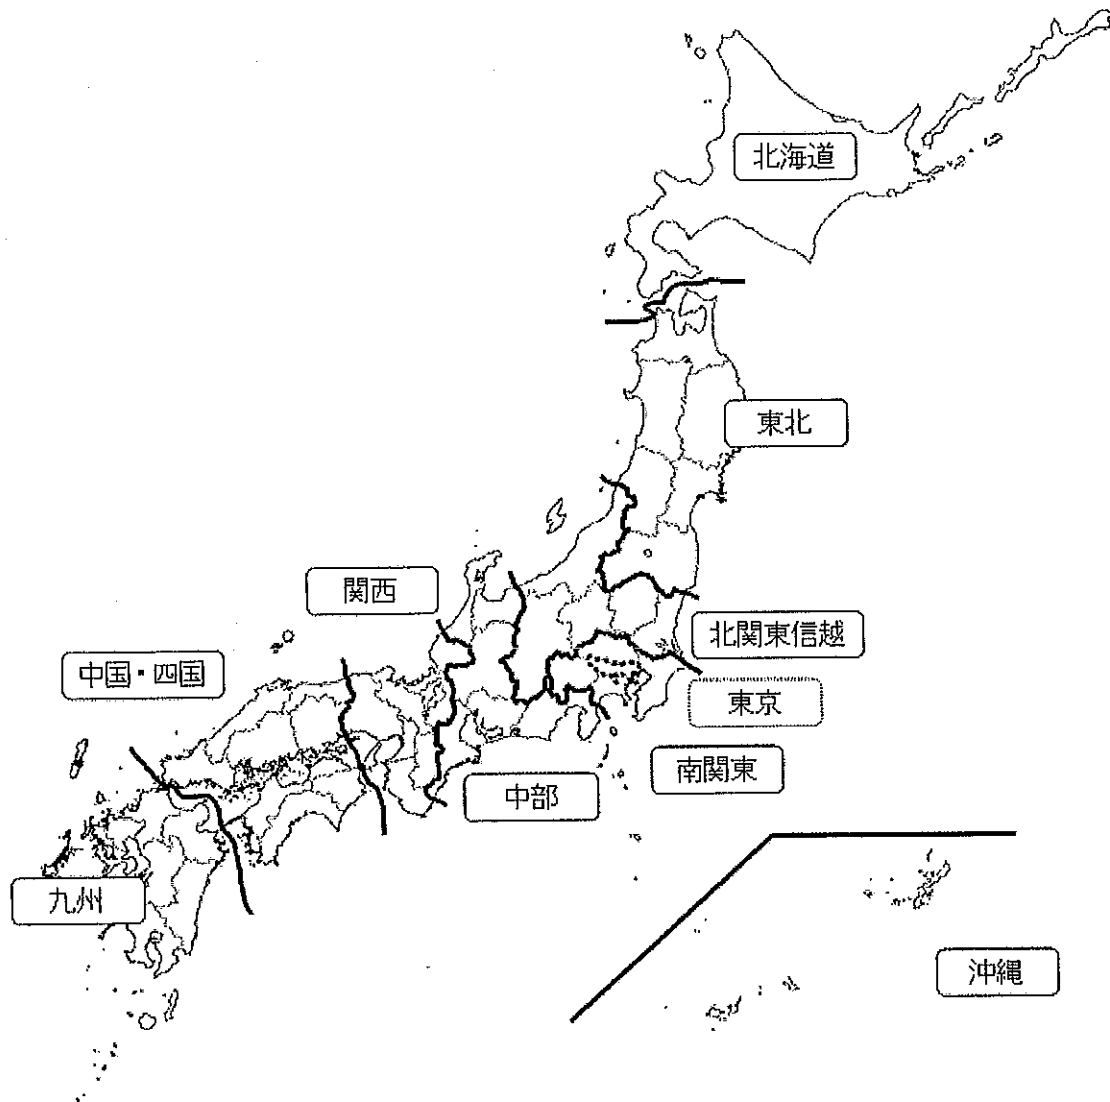 北海道
東北
関西
北関東信越
中国・四国
東京
南関東
中部
九州
沖縄